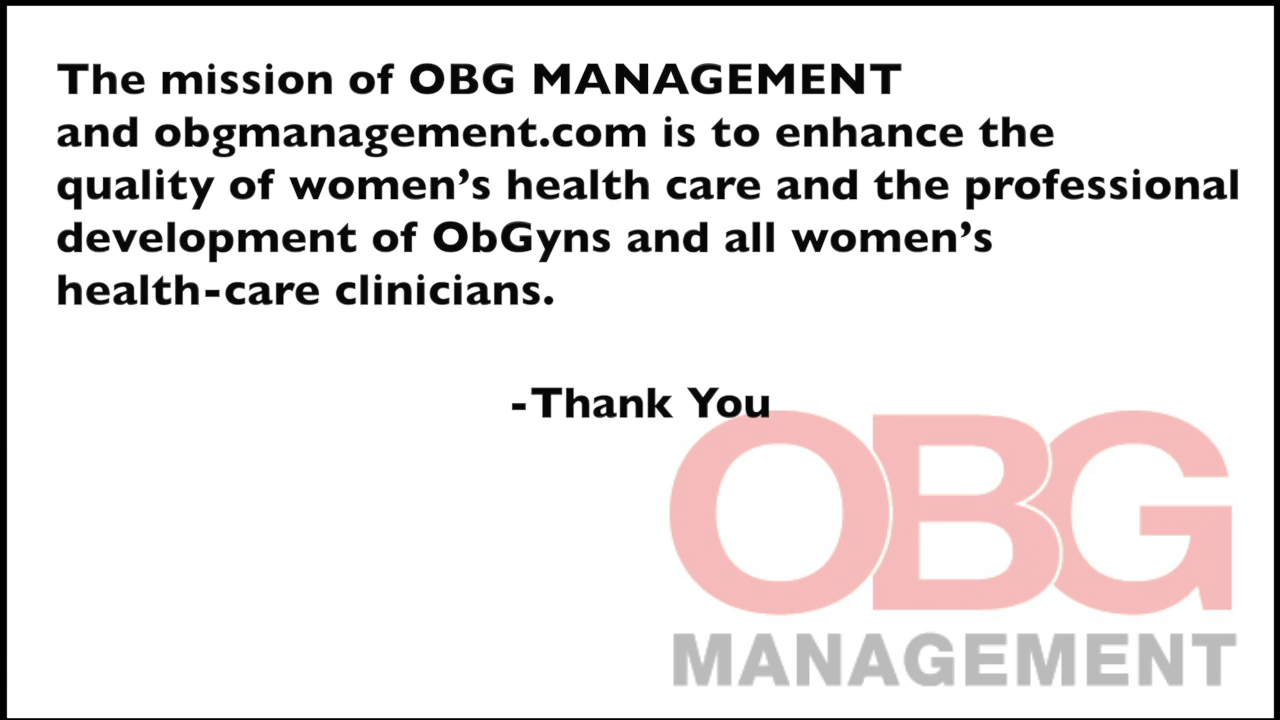 The mission of OBG MANAGEMENT
and obgmanagement.com is to enhance the
quality of women’s health care and the professional
development of ObGyns and all women’s
health-care clinicians.
-Thank You
OBG
MANAGEMENT